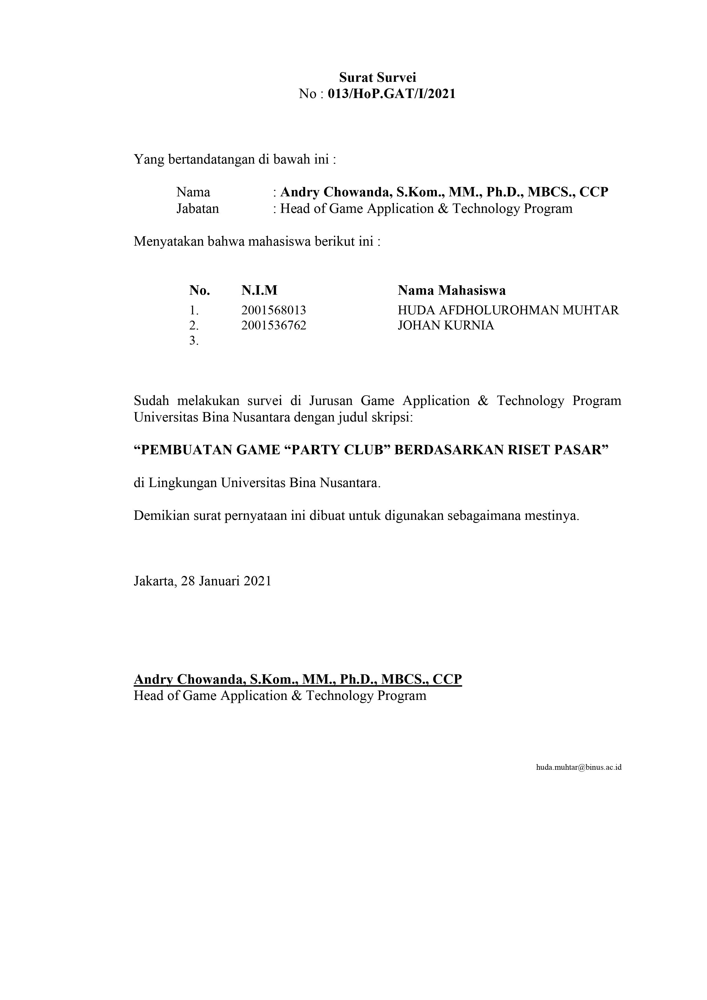 Surat Survei
No : 013/HoP.GAT/I/2021
Yang bertandatangan di bawah ini :
Nama : Andry Chowanda, S.Kom., MM., Ph.D., MBCS., CCP
Jabatan : Head of Game Application & Technology Program
Menyatakan bahwa mahasiswa berikut ini :
No. N.I.M Nama Mahasiswa
1. 2001568013 HUDA AFDHOLUROHMAN MUHTAR
2. 2001536762 JOHAN KURNIA
3.
Sudah melakukan survei di Jurusan Game Application & Technology Program
Universitas Bina Nusantara dengan judul skripsi:
“PEMBUATAN GAME “PARTY CLUB” BERDASARKAN RISET PASAR”
di Lingkungan Universitas Bina Nusantara.
Demikian surat pernyataan ini dibuat untuk digunakan sebagaimana mestinya.
Jakarta, 28 Januari 2021
Andry Chowanda, S.Kom., MM., Ph.D., MBCS., CCP
Head of Game Application & Technology Program
huda.muhtar@binus.ac.id